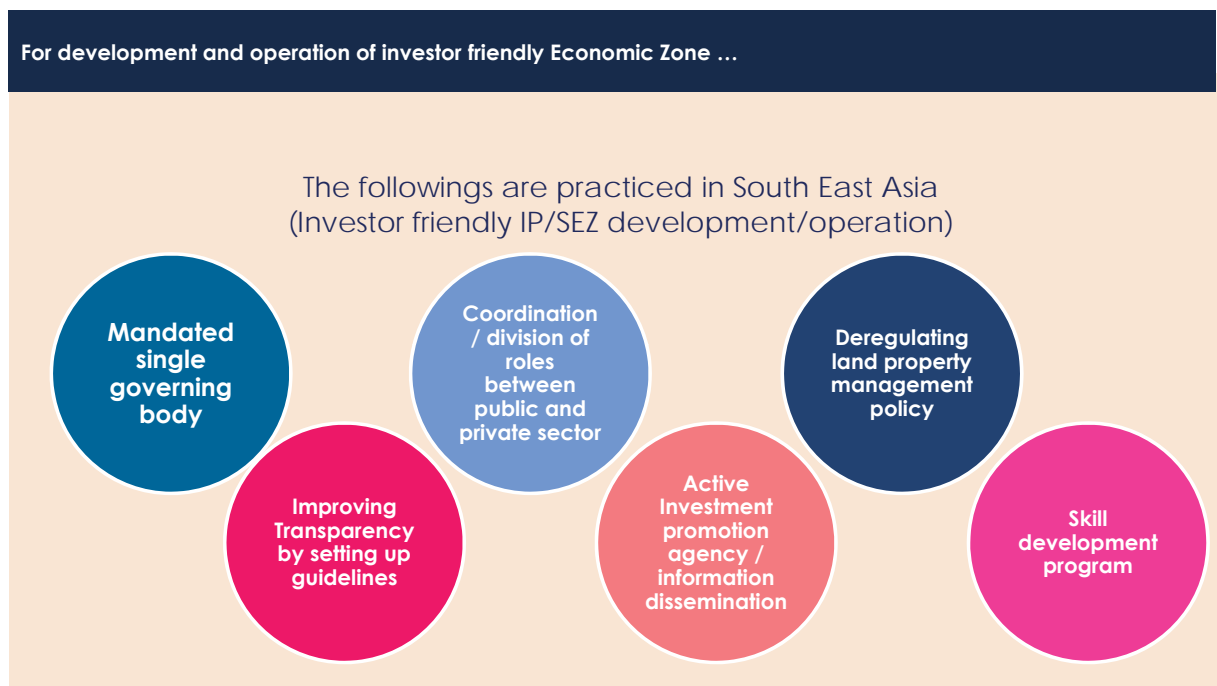 For development and operation of investor friendly Economic Zone …
The followings are practiced in South East Asia
(Investor friendly IP/SEZ development/operation)
Mandated
single
governing
body
Improving
Transparency
by setting up
guidelines
Coordination
/ division of
roles
between
public and
private sector
Active
Investment
promotion
agency /
information
dissemination
Deregulating
land property
management
policy
Skill
development
program